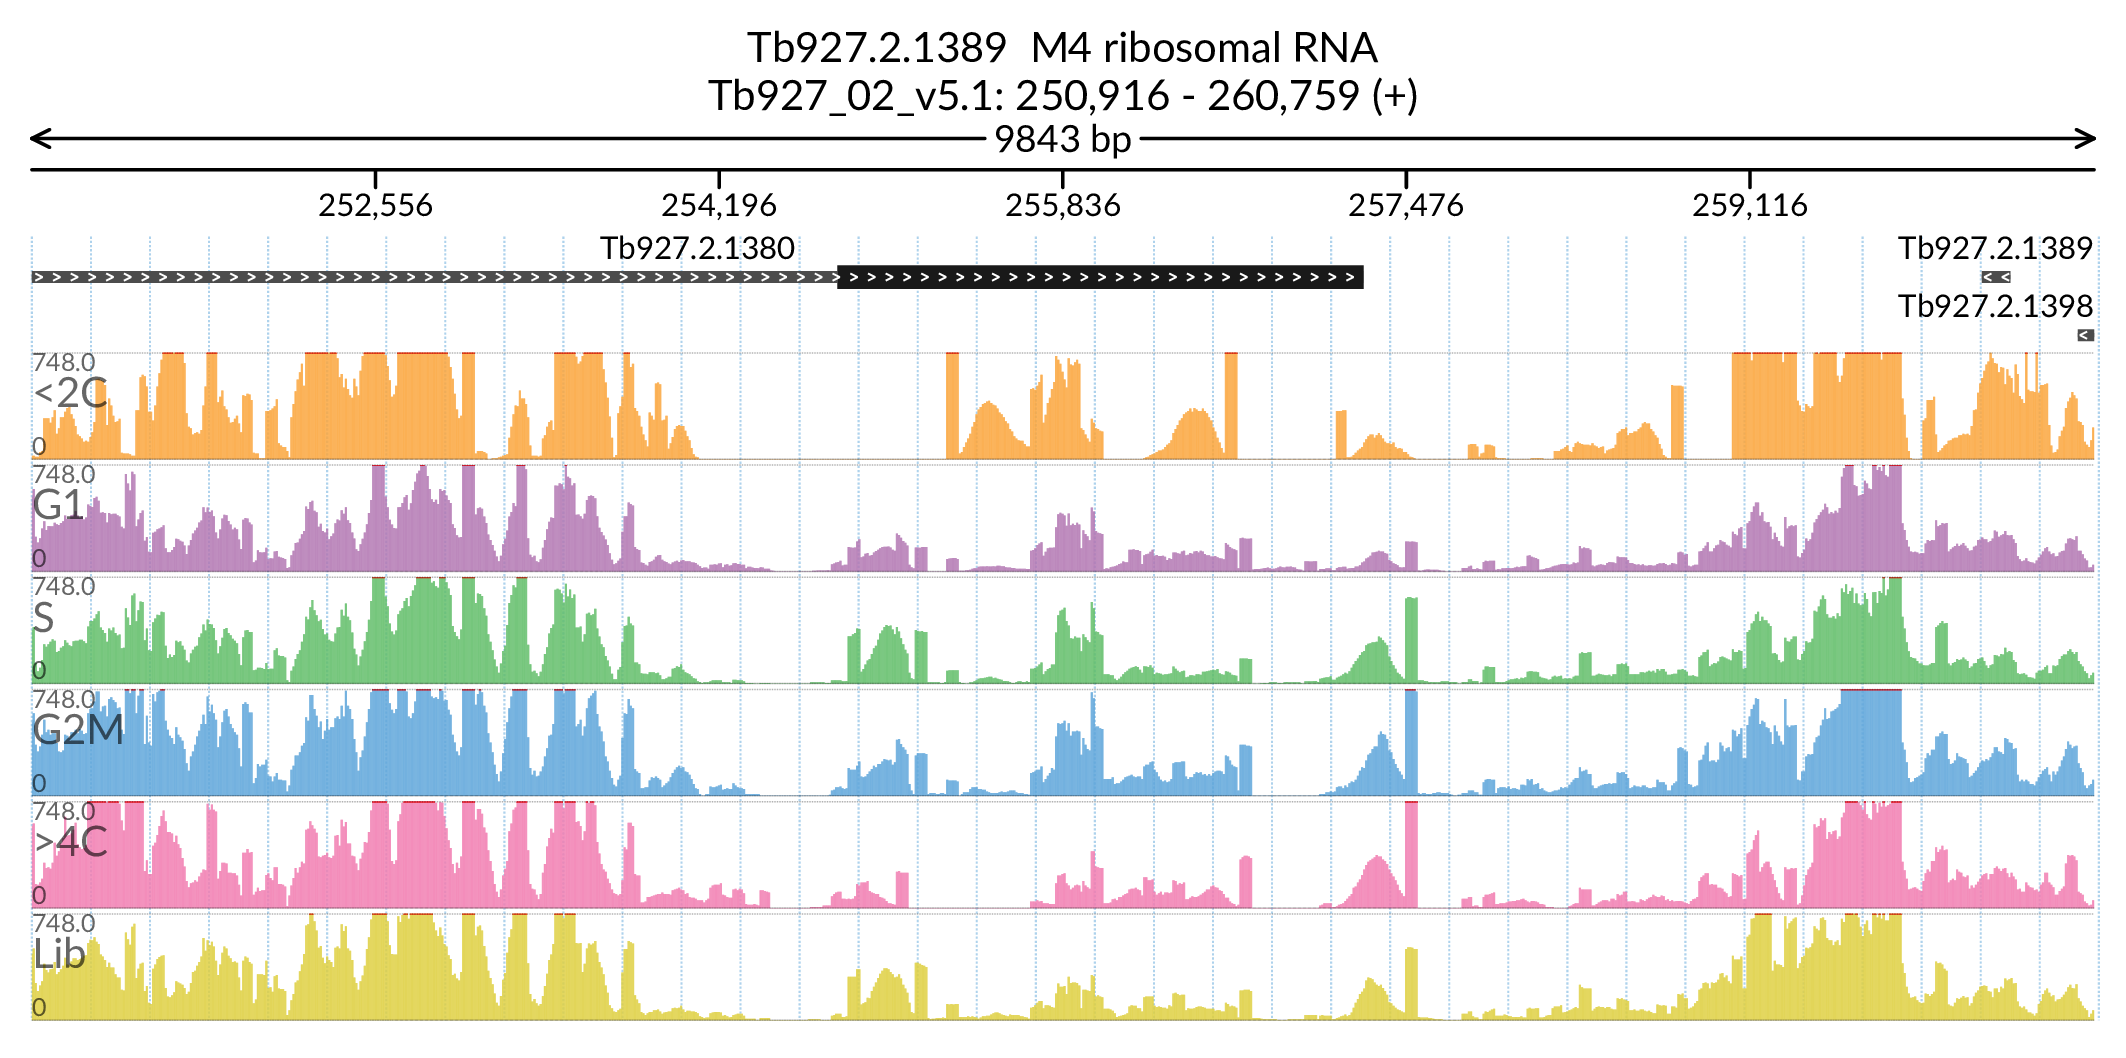 Tb927.2.1389  M4 ribosomal RNA
Tb927_02_v5.1: 250,916 - 260,759 (+)
9843 bp
252,556 254,196 255,836 257,476 259,116
Tb927.2.1380 Tb927.2.1389
Tb927.2.1398
748.0
<2C
0
748.0
G1
0
748.0
S
0
748.0
G2M
0
748.0
>4C
0
748.0
Lib
0